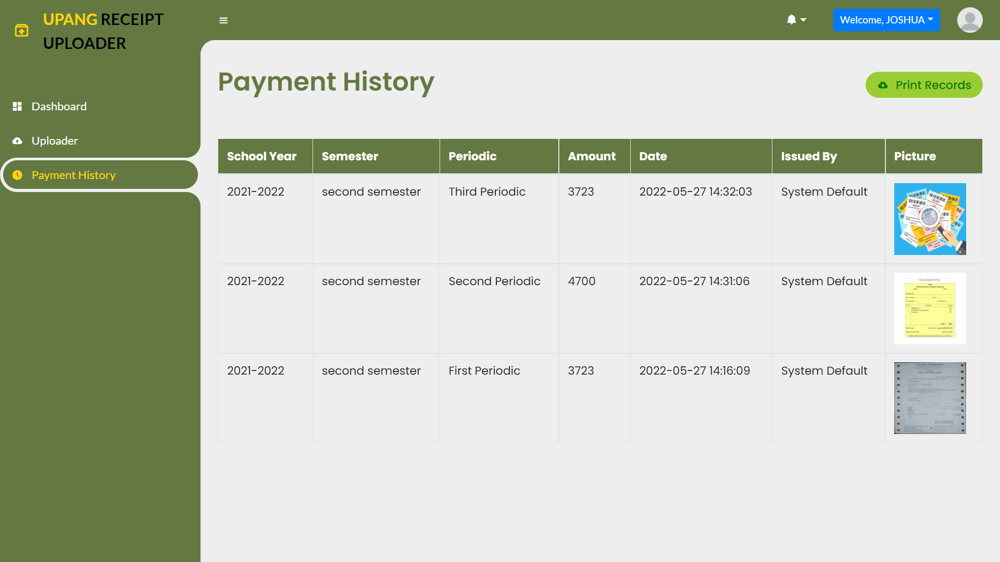 UPANG RECEIPT
UPLOADER
Welcome, JOSHUA
Dashboard
Uploader
Payment History
Payment History
Print Records
School Year Semester Periodic Amount Date Issued By Picture
2021-2022 second semester Third Periodic 3723 2022-05-27 14:32:03 System Default
2021-2022 second semester Second Periodic 4700 2022-05-27 14:31:06 System Default
2021-2022 second semester First Periodic 3723 2022-05-27 14:16:09 System Default